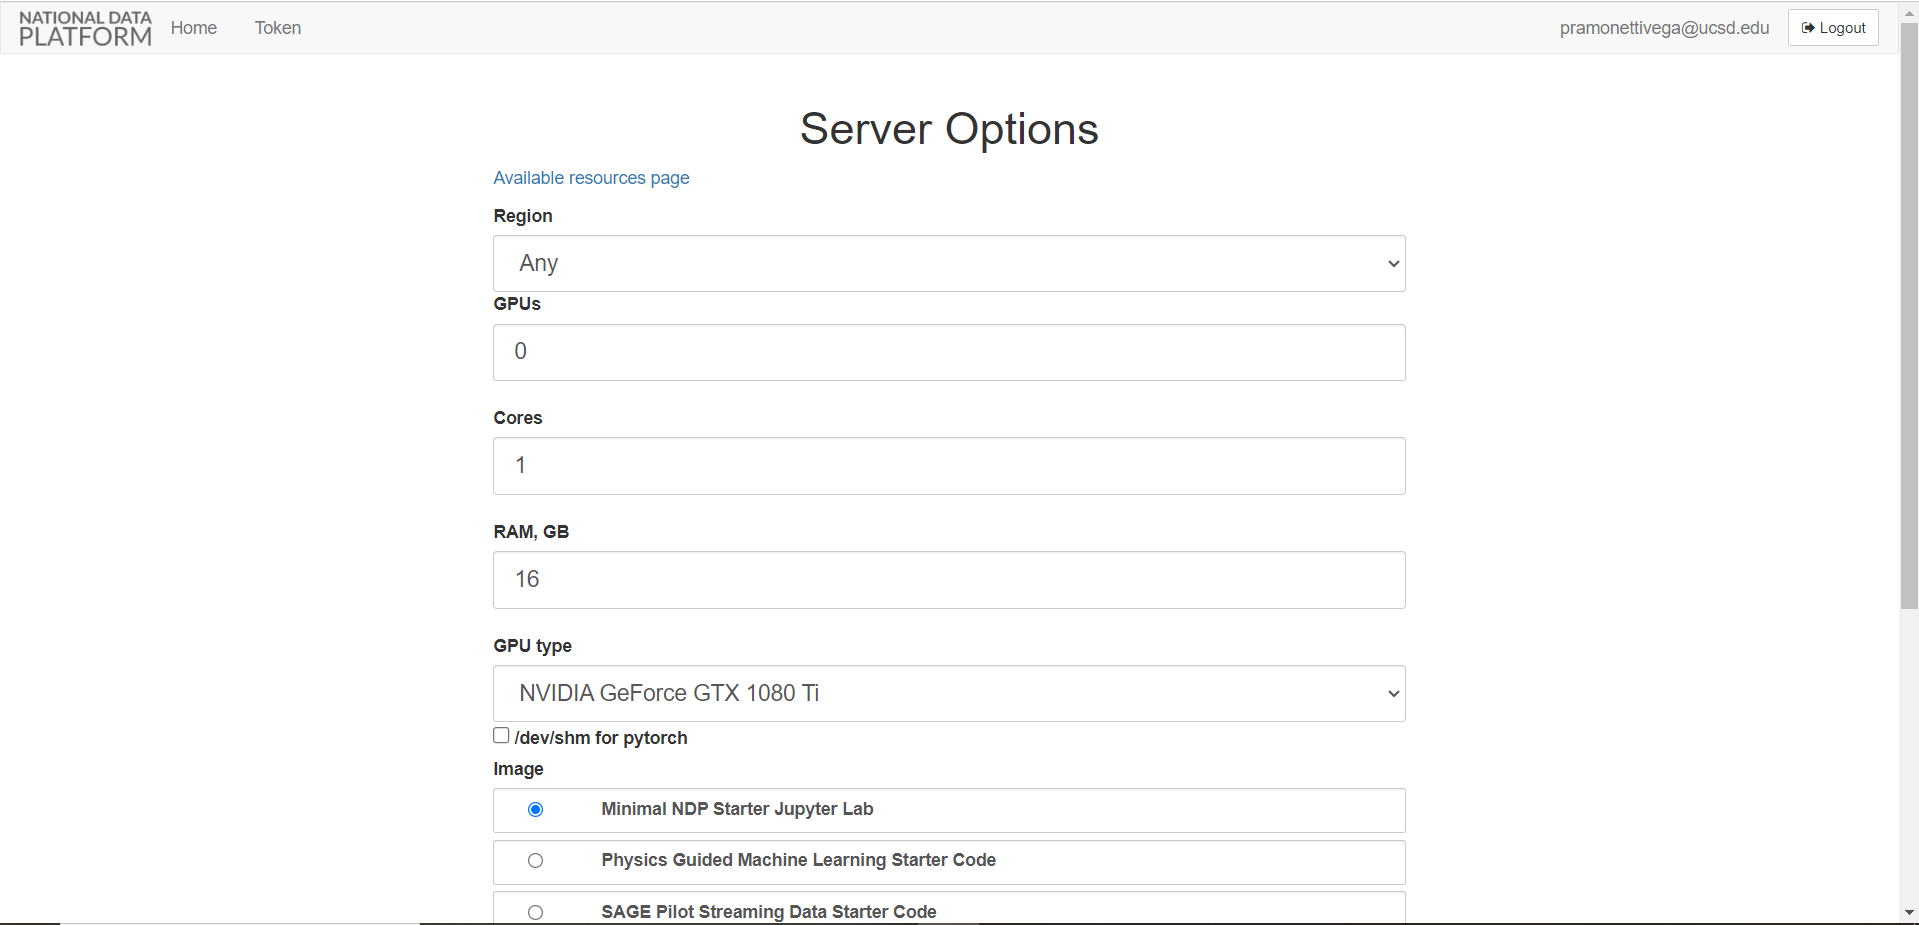 NATIONAL DATA
PLATFORM
Home
Token
pramonettivega@ucsd.edu
Logout
Server Options
Available resources page
Region
Any
GPUs
0
Cores
1
RAM, GB
16
GPU type
NVIDIA GeForce GTX 1080 Ti
/dev/shm for pytorch
Image
Minimal NDP Starter Jupyter Lab
Physics Guided Machine Learning Starter Code
SAGE Pilot Streaming Data Starter Code